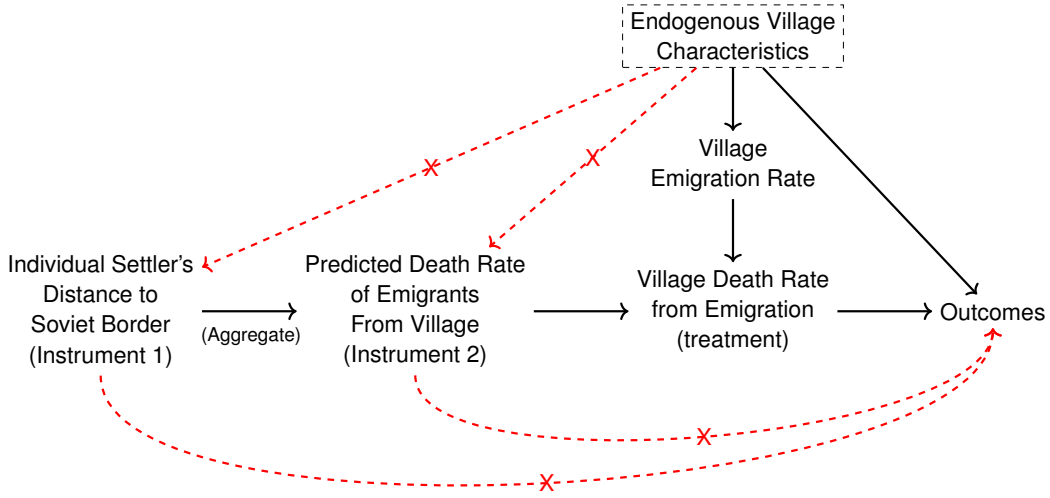 Endogenous Village
Characteristics
X
X
Village
Emigration Rate
Individual Settler's
Distance to
Soviet Border
(Instrument 1)
(Aggregate)
Predicted Death Rate
of Emigrants
From Village
(Instrument 2)
Village Death Rate
from Emigration
(treatment)
Outcomes
X
X